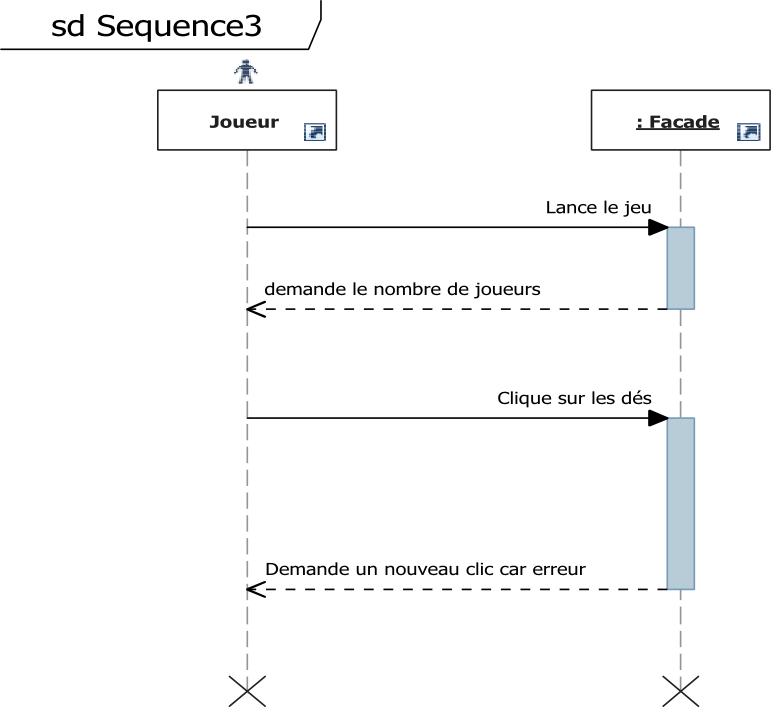 sd Sequence3
Joueur
: Facade
Lance le jeu
demande le nombre de joueurs
Clique sur les dés
Demande un nouveau clic car erreur